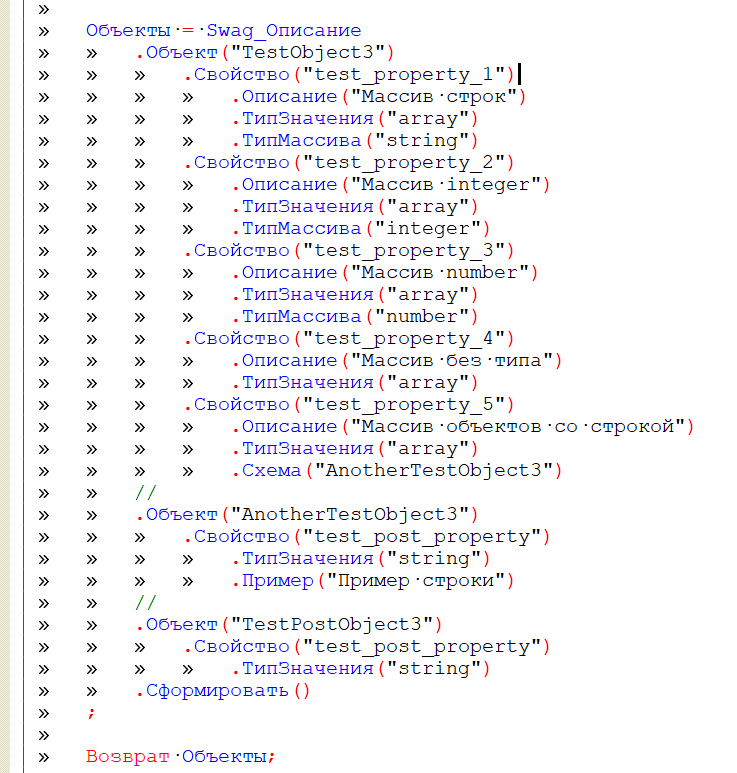 »
»	Объекты·=·Swag_Описание
»	»	.Объект("TestObject3")
»	»	»	.Свойство("test_property_1")
»	»	»	»	.Описание("Массив·строк")
»	»	»	»	.ТипЗначения("array")
»	»	»	»	.ТипМассива("string")
»	»	»	.Свойство("test_property_2")
»	»	»	»	.Описание("Массив·integer")
»	»	»	»	.ТипЗначения("array")
»	»	»	»	.ТипМассива("integer")
»	»	»	.Свойство("test_property_3")
»	»	»	»	.Описание("Массив·number")
»	»	»	»	.ТипЗначения("array")
»	»	»	»	.ТипМассива("number")
»	»	»	.Свойство("test_property_4")
»	»	»	»	.Описание("Массив·без·типа")
»	»	»	»	.ТипЗначения("array")
»	»	»	.Свойство("test_property_5")
»	»	»	»	.Описание("Массив·объектов·со·строкой")
»	»	»	»	.ТипЗначения("array")
»	»	»	»	.Схема("AnotherTestObject3")
»	»	//
»	»	.Объект("AnotherTestObject3")
»	»	»	.Свойство("test_post_property")
»	»	»	»	.ТипЗначения("string")
»	»	»	»	.Пример("Пример·строки")
»	»	//
»	»	.Объект("TestPostObject3")
»	»	»	.Свойство("test_post_property")
»	»	»	»	.ТипЗначения("string")
»	»	.Сформировать()
»	;
»
»	Возврат·Объекты;